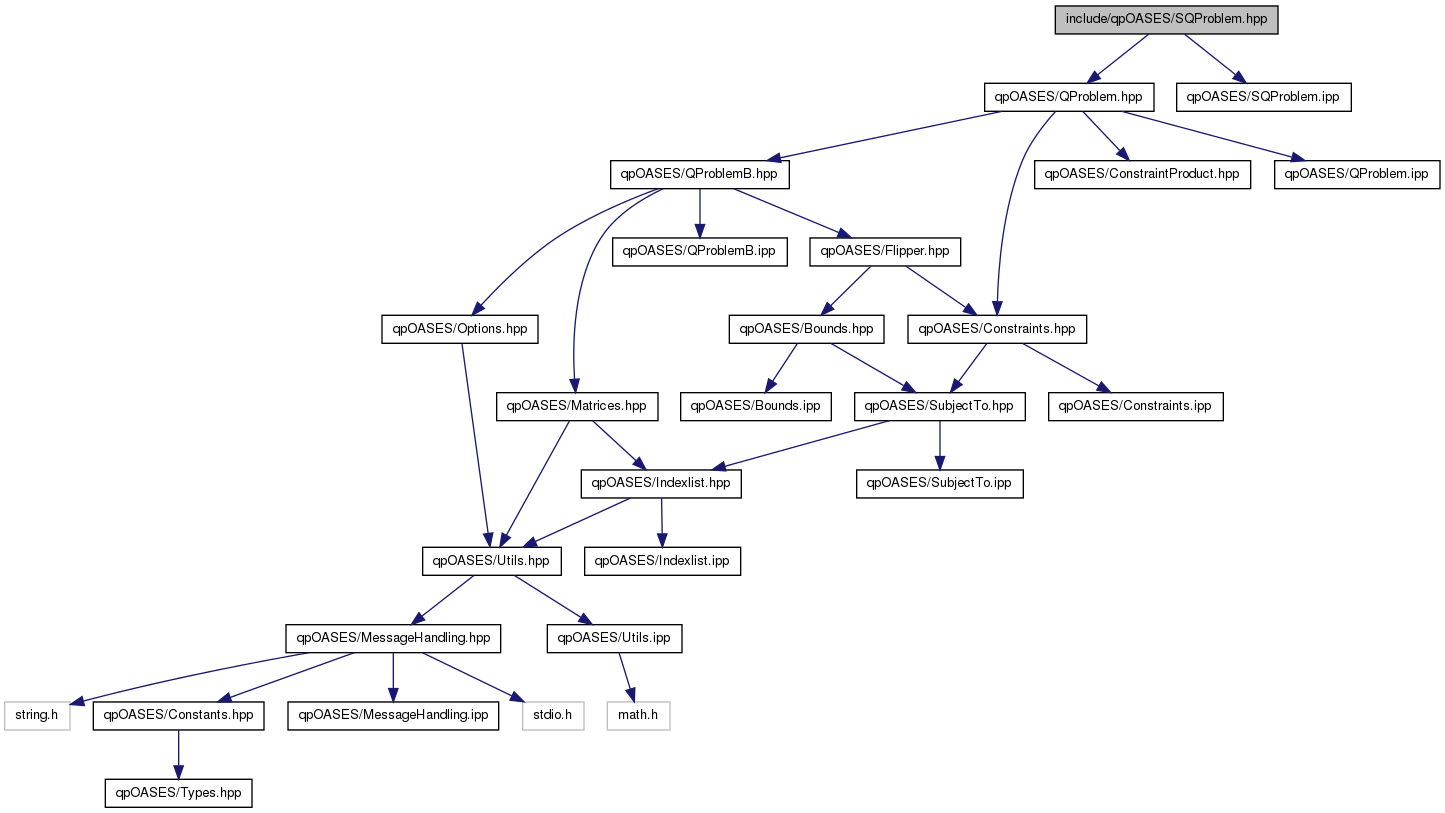 include/qpOASES/SQProblem.hpp
qpOASES/QProblem.hpp
qpOASES/SQProblem.ipp
qpOASES/QProblemB.hpp
qpOASES/ConstraintProduct.hpp
qpOASES/QProblem.ipp
qpOASES/QProblemB.ipp
qpOASES/Flipper.hpp
qpOASES/Options.hpp
qpOASES/Bounds.hpp
qpOASES/Constraints.hpp
qpOASES/Matrices.hpp
qpOASES/Bounds.ipp
qpOASES/SubjectTo.hpp
qpOASES/Constraints.ipp
qpOASES/Indexlist.hpp
qpOASES/SubjectTo.ipp
qpOASES/Utils.hpp
qpOASES/Indexlist.ipp
qpOASES/MessageHandling.hpp
qpOASES/Utils.ipp
string.h
qpOASES/Constants.hpp
qpOASES/MessageHandling.ipp
stdio.h
math.h
qpOASES/Types.hpp